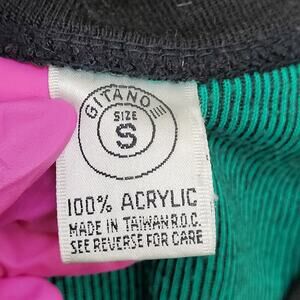 GITANO
SIZE
S
100% ACRYLIC
MADE IN TAIWAN R.O.C.
SEE REVERSE FOR CARE